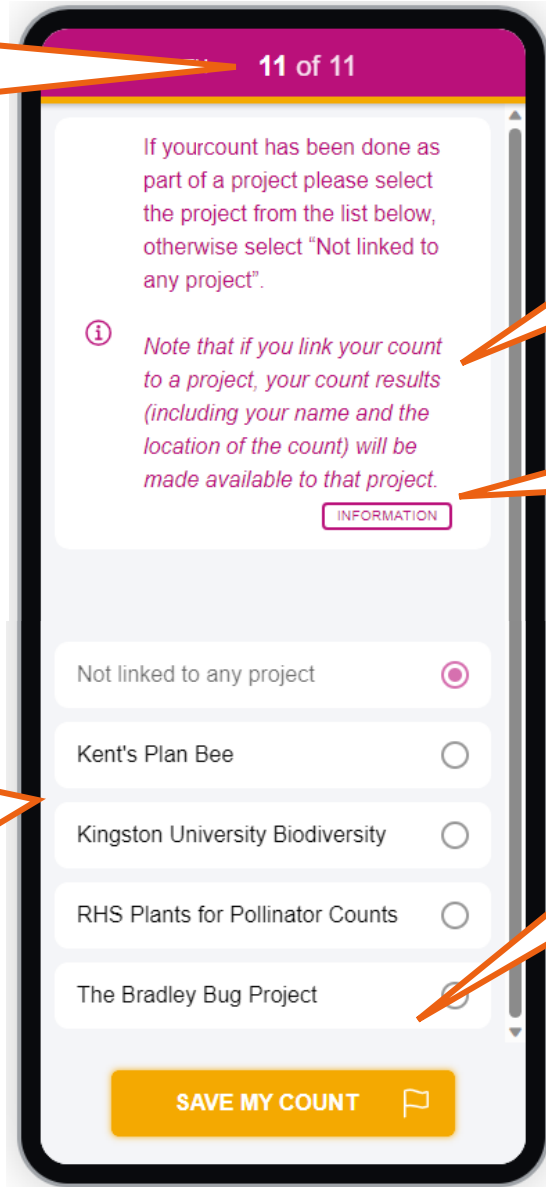 11 of 11
If yourcount has been done as
part of a project please select
the project from the list below,
otherwise select “Not linked to
any project”.
Note that if you link your count
to a project, your count results
(including your name and the
location of the count) will be
made available to that project.
INFORMATION
Not linked to any project
Kent's Plan Bee
Kingston University Biodiversity
RHS Plants for Pollinator Counts
The Bradley Bug Project
SAVE MY COUNT